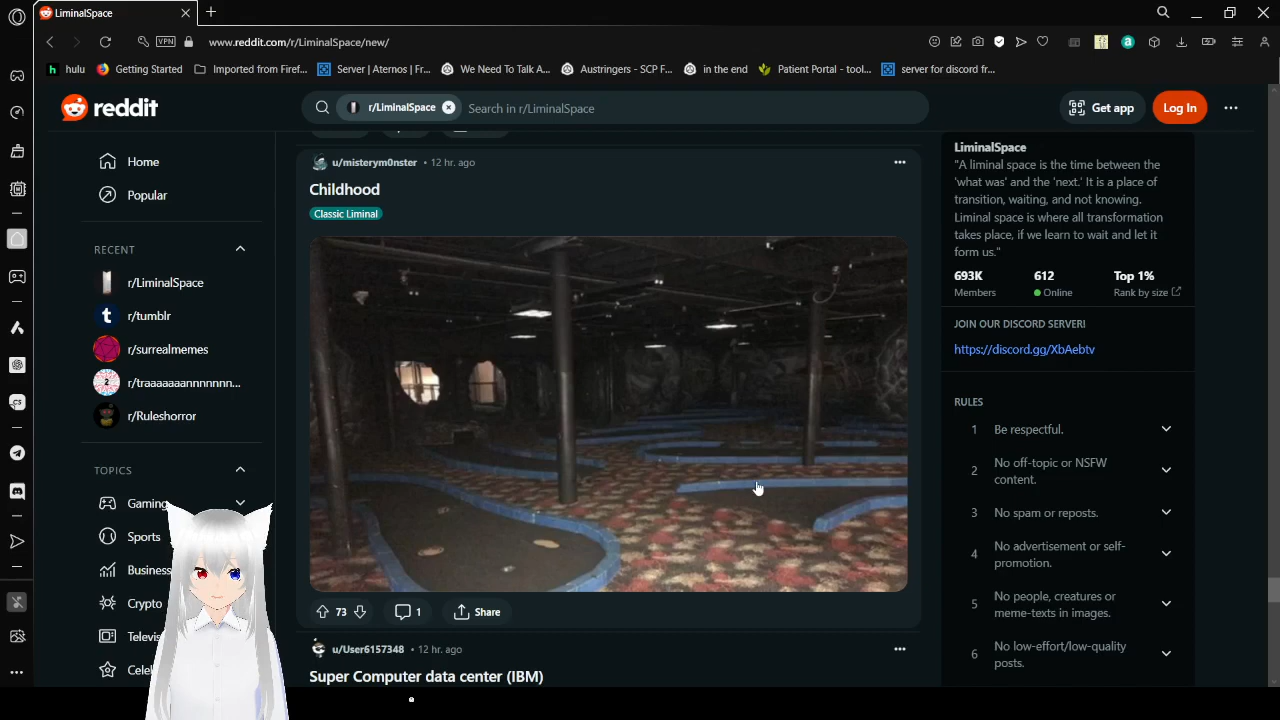 LiminalSpace
VPN
www.reddit.com/r/LiminalSpace/new/
hulu
Getting Started
Imported from Firef...
Server | Aternos | Fr...
We Need To Talk A...
Austringers - SCP F...
in the end
Patient Portal - tool...
server for discord fr...
reddit
r/LiminalSpace
Search in r/LiminalSpace
Get app
Log In
Home
Popular
RECENT
r/LiminalSpace
r/tumblr
r/surrealmemes
r/traaaaaaannnnnnn...
r/Ruleshorror
TOPICS
Gaming
Sports
Business
Crypto
Televis
Celeb
u/misterym0nster • 12 hr. ago
Childhood
Classic Liminal
73
1
Share
u/User6157348 • 12 hr. ago
Super Computer data center (IBM)
LiminalSpace
"A liminal space is the time between the
'what was' and the 'next.' It is a place of
transition, waiting, and not knowing.
Liminal space is where all transformation
takes place, if we learn to wait and let it
form us."
693K
Members
612
Online
Top 1%
Rank by size
JOIN OUR DISCORD SERVER!
https://discord.gg/XbAebtv
RULES
1 Be respectful.
2 No off-topic or NSFW
content.
3 No spam or reposts.
4 No advertisement or self-
promotion.
5 No people, creatures or
meme-texts in images.
6 No low-effort/low-quality
posts.